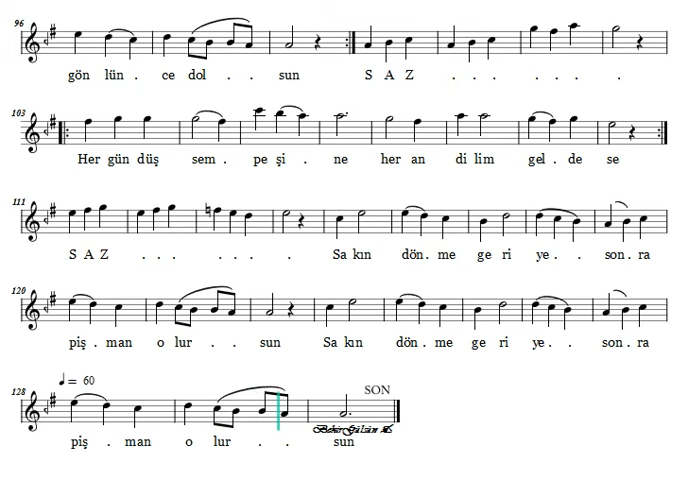 96
gön lün . ce dol . . sun S A Z . . . . .
103
Her gün düş sem . pe şi . ne her an di lim gel . de se
111
S A Z . . . . . Sa kın dön . me ge ri ye . . son . ra
120
piş . man o lur . . sun Sa kın dön . me ge ri ye . . son . ra
128 = 60 SON
Bekir Gülsün
piş . man o lur . . sun